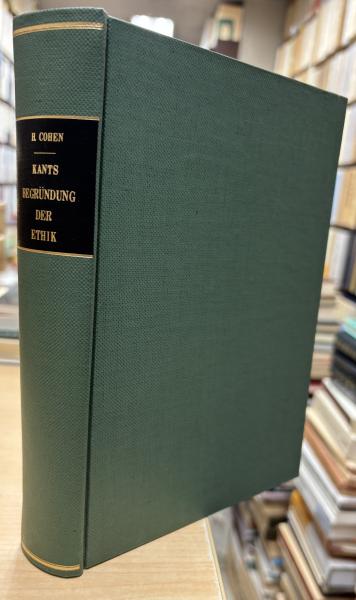 H. COHEN
KANTS
BEGRÜNDUNG
DER
ETHIK